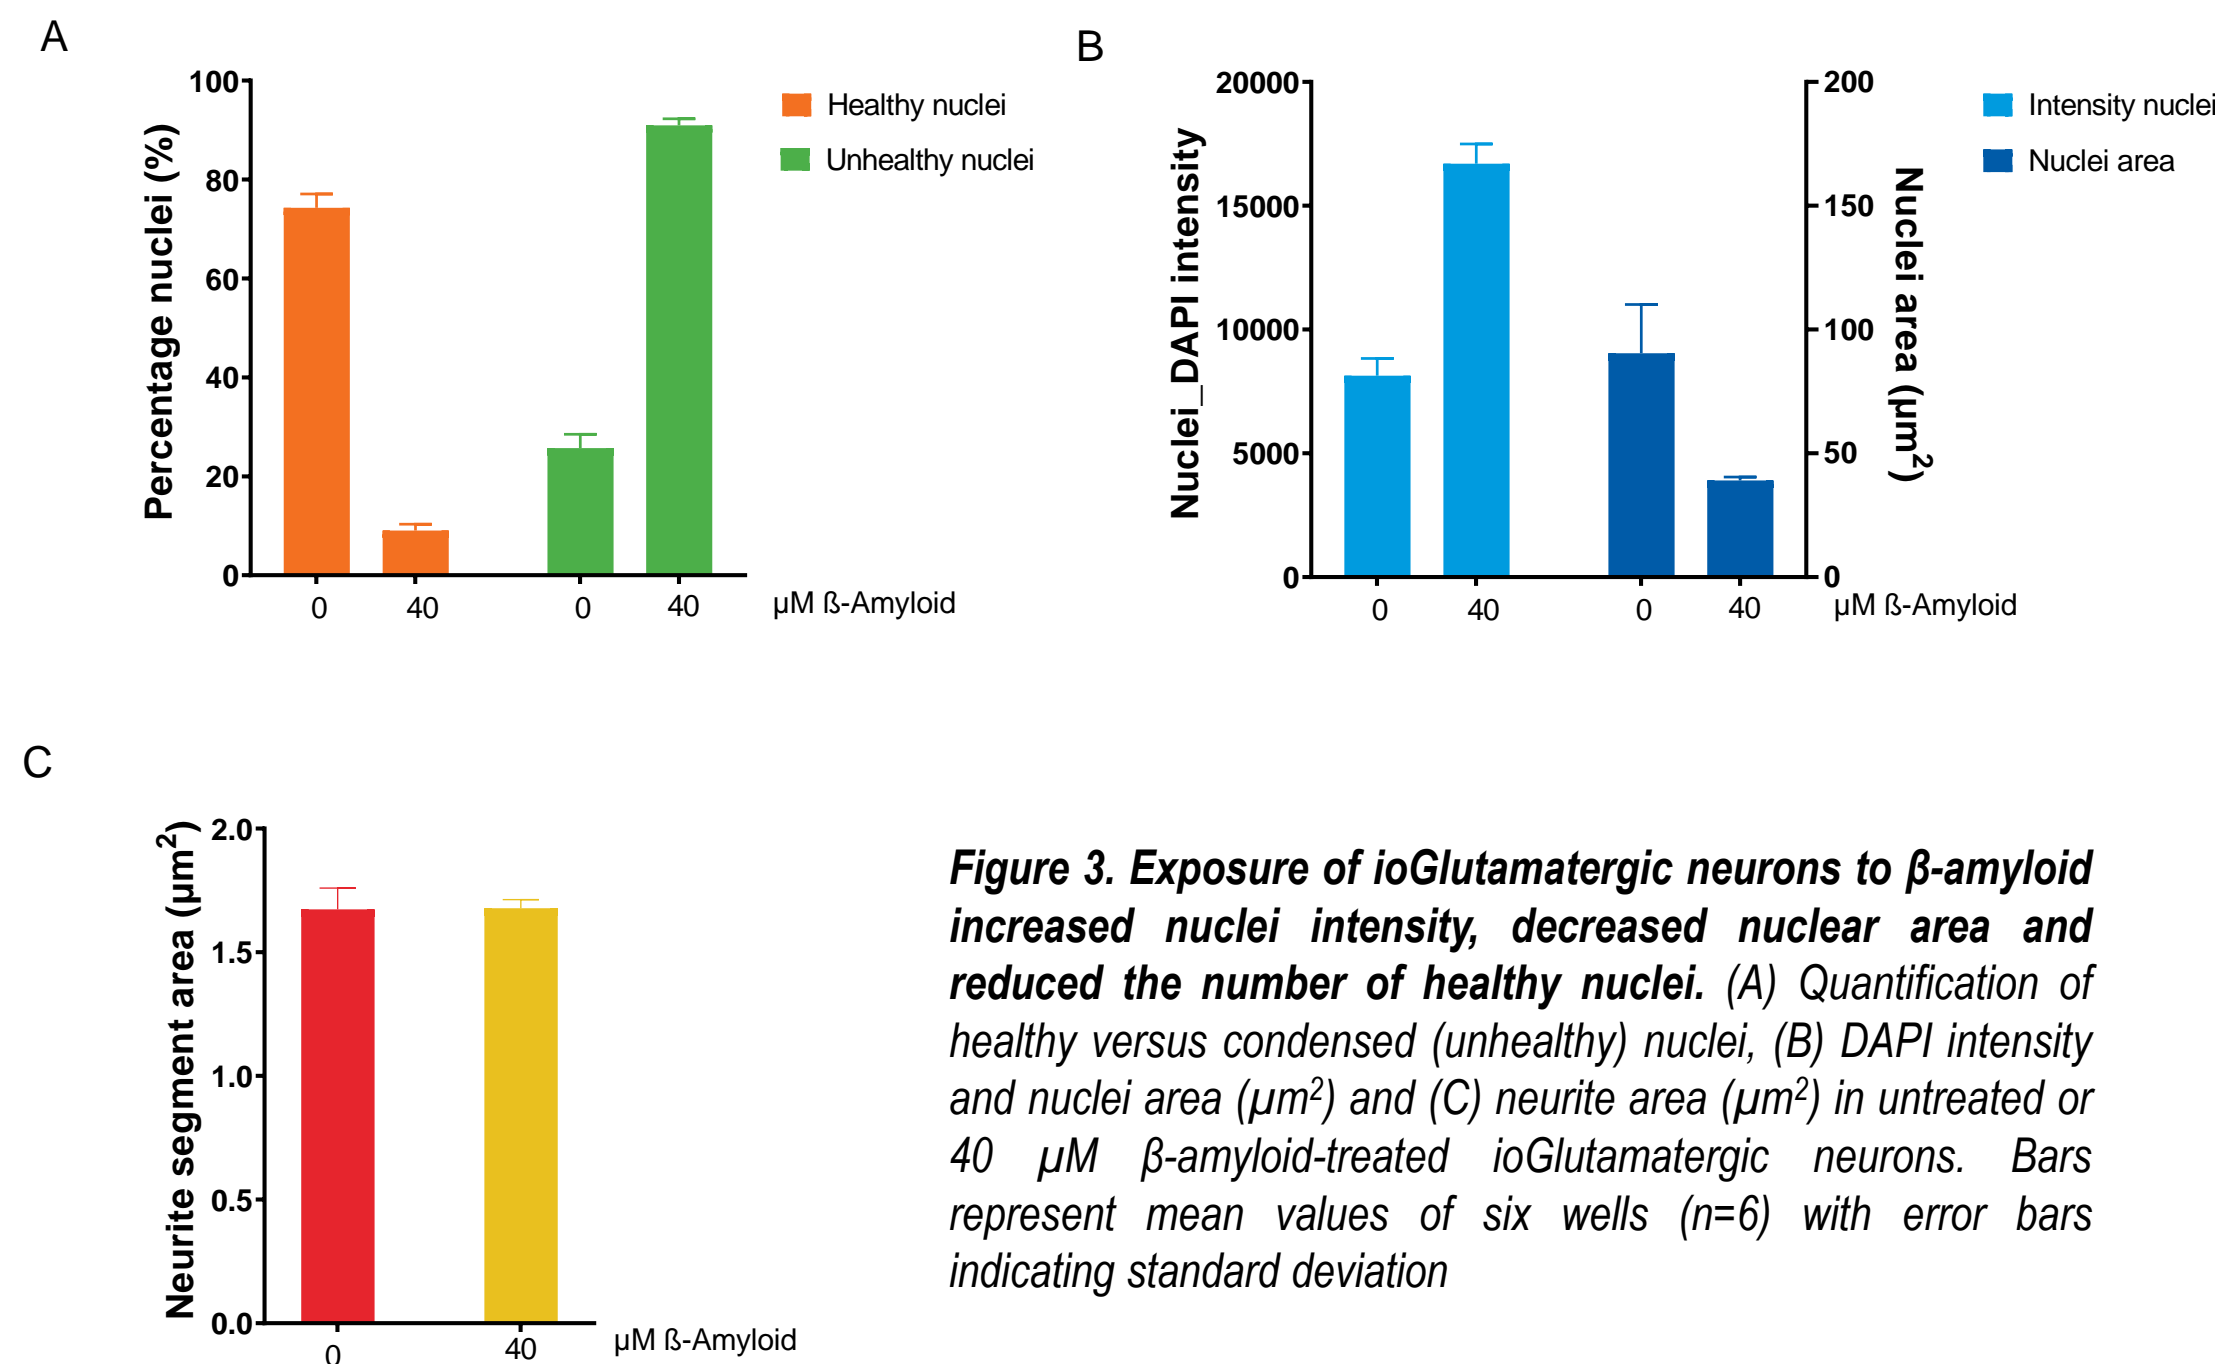 A
Percentage nuclei (%)
100
80
60
40
20
0
0 40 0 40
µM ß-Amyloid
Healthy nuclei
Unhealthy nuclei
B
Nuclei_DAPI intensity
20000
15000
10000
5000
0
200
150
100
50
0
Nuclei area (µm²)
0 40 0 40
µM ß-Amyloid
Intensity nuclei
Nuclei area
C
Neurite segment area (µm²)
2.0
1.5
1.0
0.5
0.0
0 40
µM ß-Amyloid
Figure 3. Exposure of ioGlutamatergic neurons to β-amyloid
increased nuclei intensity, decreased nuclear area and
reduced the number of healthy nuclei. (A) Quantification of
healthy versus condensed (unhealthy) nuclei, (B) DAPI intensity
and nuclei area (µm²) and (C) neurite area (µm²) in untreated or
40 µM β-amyloid-treated ioGlutamatergic neurons. Bars
represent mean values of six wells (n=6) with error bars
indicating standard deviation